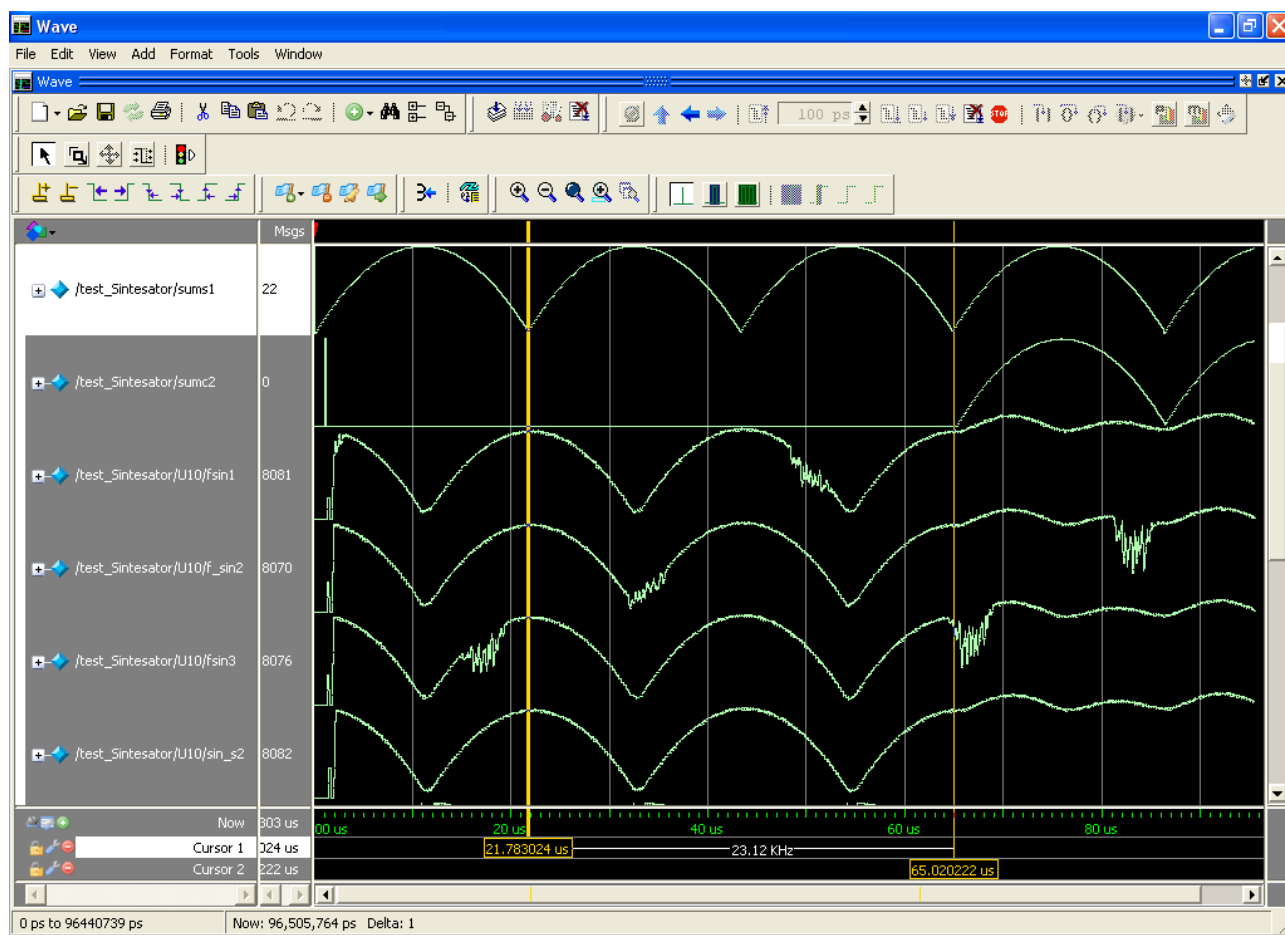 Wave
File Edit View Add Format Tools Window
Wave
100 ps
Msgs
/test_Sintesator/sums1 22
/test_Sintesator/sumc2 0
/test_Sintesator/U10/fsin1 8081
/test_Sintesator/U10/f_sin2 8070
/test_Sintesator/U10/fsin3 8076
/test_Sintesator/U10/sin_s2 8082
Now 303 us 00 us 20 us 40 us 60 us 80 us
Cursor 1 024 us 21.783024 us 23.12 KHz
Cursor 2 222 us 65.020222 us
0 ps to 96440739 ps Now: 96,505,764 ps Delta: 1